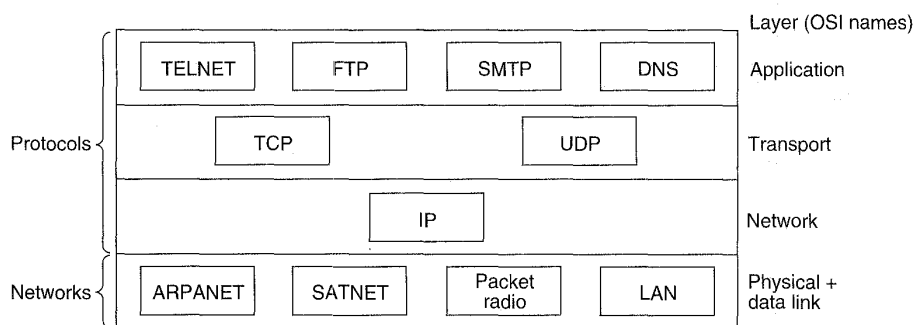 Layer (OSI names)
TELNET FTP SMTP DNS Application
Protocols TCP UDP Transport
IP Network
Networks ARPANET SATNET Packet radio LAN Physical + data link